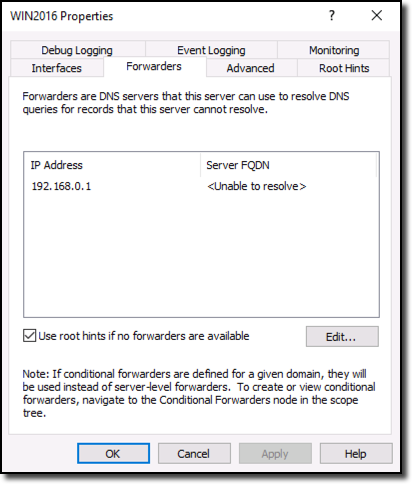 WIN2016 Properties
?
Debug Logging
Event Logging
Monitoring
Interfaces
Forwarders
Advanced
Root Hints
Forwarders are DNS servers that this server can use to resolve DNS
queries for records that this server cannot resolve.
IP Address
Server FQDN
192.168.0.1
<Unable to resolve>
Use root hints if no forwarders are available
Edit...
Note: If conditional forwarders are defined for a given domain, they will
be used instead of server-level forwarders. To create or view conditional
forwarders, navigate to the Conditional Forwarders node in the scope
tree.
OK
Cancel
Apply
Help